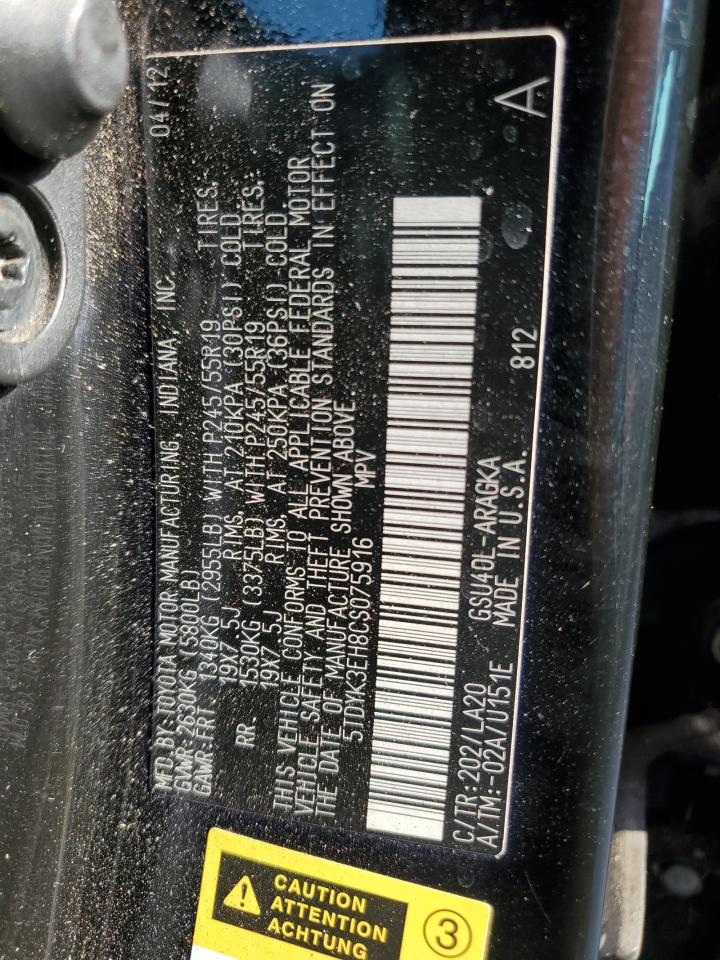 MFD. BY: TOYOTA MOTOR MANUFACTURING, INDIANA, INC. 04/12
GVWR: 2630KG (5800LB)
GAWR: FRT 1340KG (2955LB) WITH P245/55R19 TIRES,
19X7.5J RIMS, AT 210KPA (30PSI) COLD
RR. 1530KG (3375LB) WITH P245/55R19 TIRES,
19X7.5J RIMS, AT 250KPA (36PSI) COLD
THIS VEHICLE CONFORMS TO ALL APPLICABLE FEDERAL MOTOR
VEHICLE SAFETY AND THEFT PREVENTION STANDARDS IN EFFECT ON
THE DATE OF MANUFACTURE SHOWN ABOVE.
5TDYK3EH8CS075916 MPV
C/TR:202/LA20 GSU40L-ARAGKA
A/TM:-02A/U151E MADE IN U.S.A. 812 A
CAUTION
ATTENTION
ACHTUNG
3